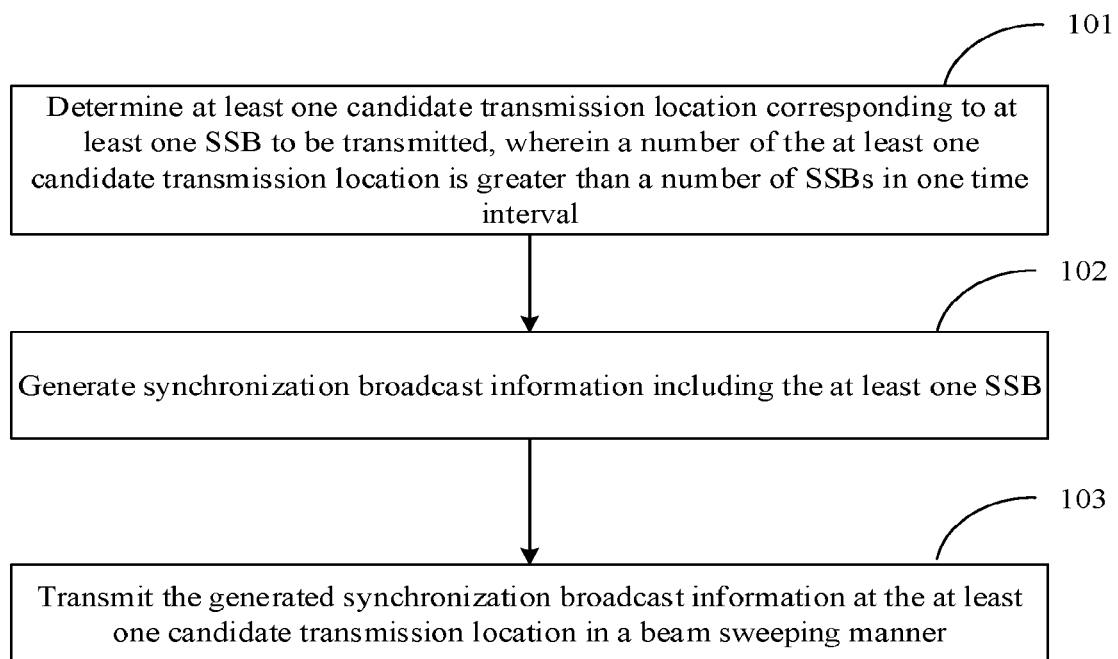 101
Determine at least one candidate transmission location corresponding to at
least one SSB to be transmitted, wherein a number of the at least one
candidate transmission location is greater than a number of SSBs in one time
interval
102
Generate synchronization broadcast information including the at least one SSB
103
Transmit the generated synchronization broadcast information at the at least
one candidate transmission location in a beam sweeping manner